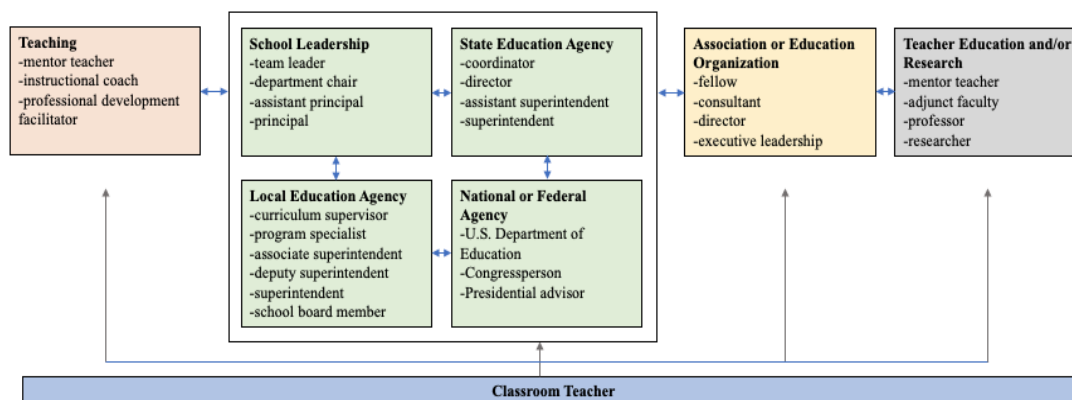 Teaching
-mentor teacher
-instructional coach
-professional development
facilitator
School Leadership
-team leader
-department chair
-assistant principal
-principal
State Education Agency
-coordinator
-director
-assistant superintendent
-superintendent
Local Education Agency
-curriculum supervisor
-program specialist
-associate superintendent
-deputy superintendent
-superintendent
-school board member
National or Federal
Agency
-U.S. Department of
Education
-Congressperson
-Presidential advisor
Association or Education
Organization
-fellow
-consultant
-director
-executive leadership
Teacher Education and/or
Research
-mentor teacher
-adjunct faculty
-professor
-researcher
Classroom Teacher